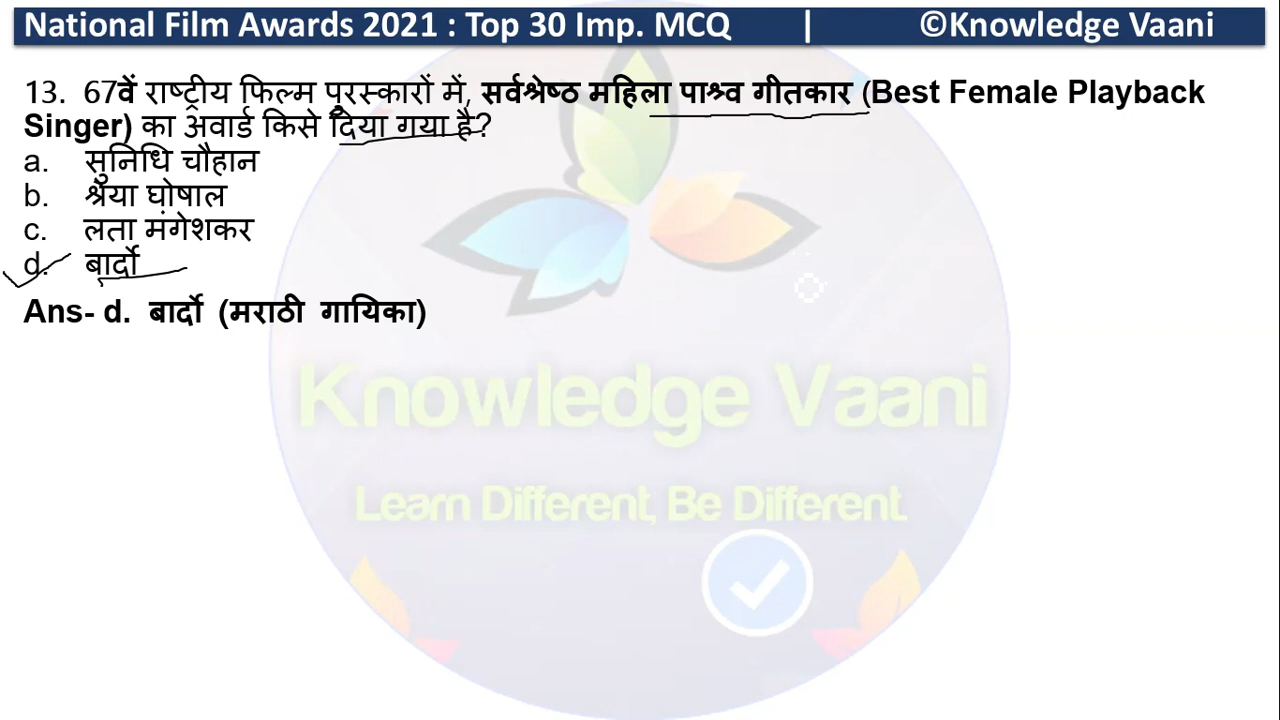 National Film Awards 2021 : Top 30 Imp. MCQ | ©Knowledge Vaani
13. 67वें राष्ट्रीय फिल्म पुरस्कारों में, सर्वश्रेष्ठ महिला पाश्र्व गीतकार (Best Female Playback
Singer) का अवार्ड किसे दिया गया है?
a. सुनिधि चौहान
b. श्रेया घोषाल
c. लता मंगेशकर
d. बार्दो
Ans- d. बार्दो (मराठी गायिका)
Knowledge Vaani
Learn Different, Be Different